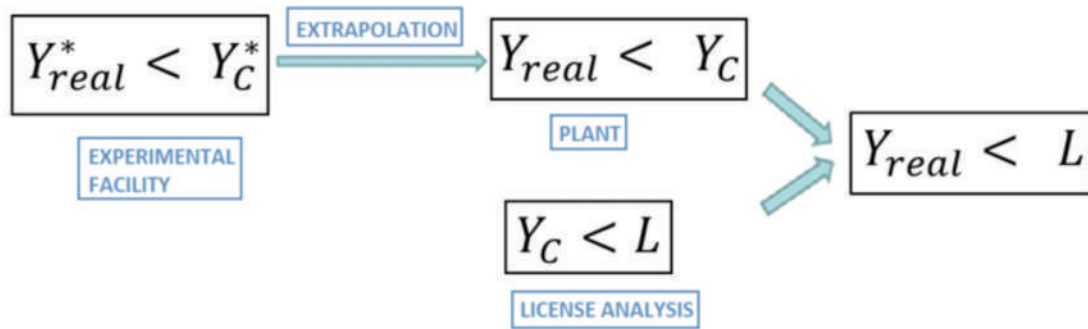 Y*real < Y*C
EXTRAPOLATION
Yreal < YC
EXPERIMENTAL
FACILITY
PLANT
YC < L
LICENSE ANALYSIS
Yreal < L